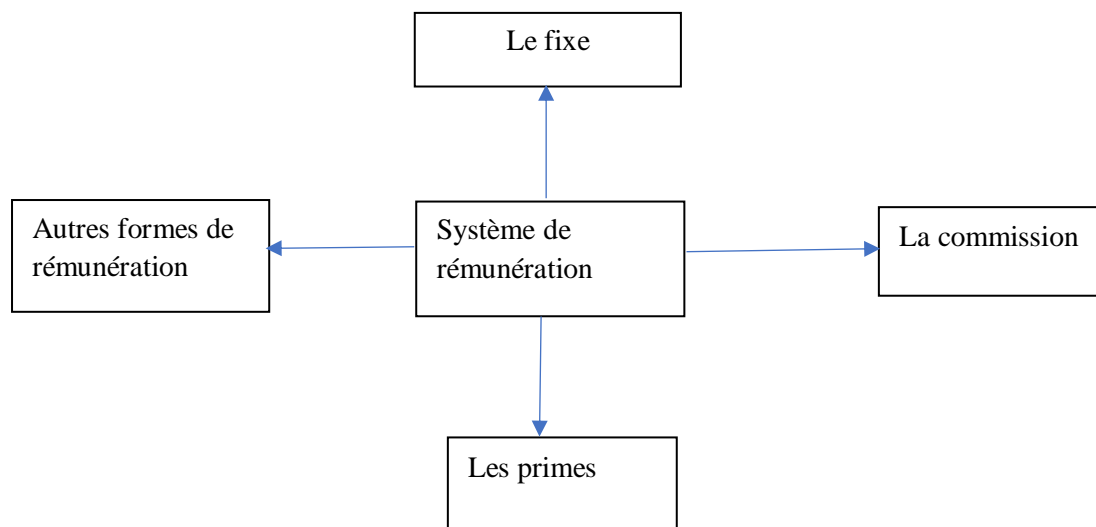 Le fixe
Autres formes de
rémunération
Système de
rémunération
La commission
Les primes